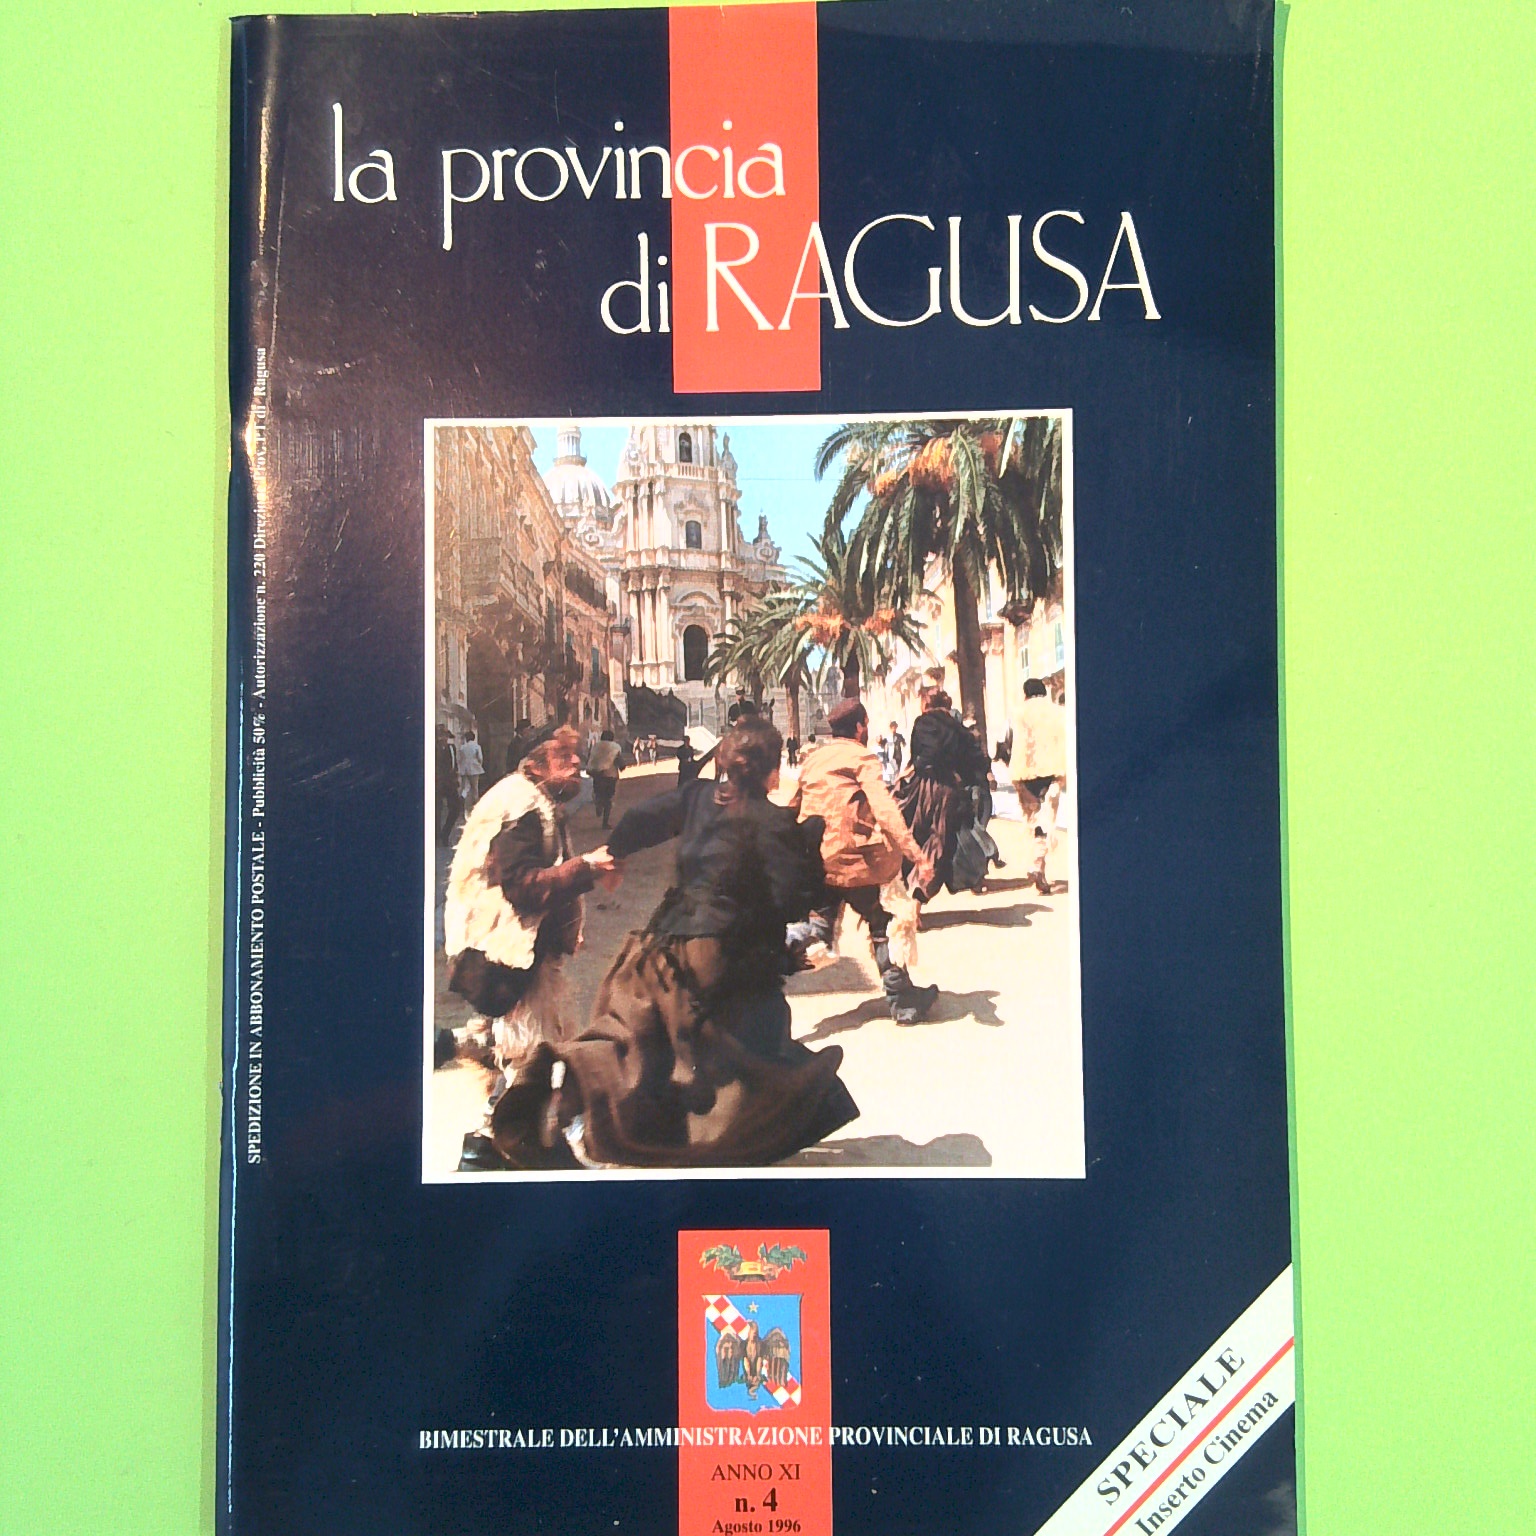 la provincia
di RAGUSA
SPEDIZIONE IN ABBONAMENTO POSTALE - Pubblicità 50% - Autorizzazione n. 220 Direzione Prov. P.T di Ragusa
BIMESTRALE DELL'AMMINISTRAZIONE PROVINCIALE DI RAGUSA
ANNO XI
n. 4
Agosto 1996
SPECIALE
Inserto Cinema